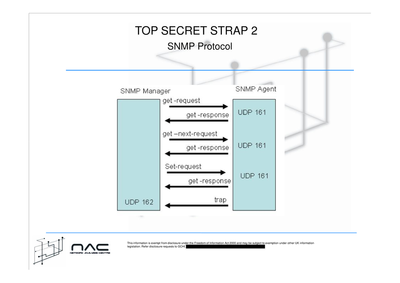 TOP SECRET STRAP 2
SNMP Protocol
SNMP Manager
SNMP Agent
get -request
UDP 161
get -response
get –next-request
UDP 161
get -response
Set-request
UDP 161
get -response
trap
UDP 162
NAC
NETWORK ANALYSIS CENTRE
This information is exempt from disclosure under the Freedom of Information Act 2000 and may be subject to exemption under other UK information
legislation. Refer disclosure requests to GCHQ